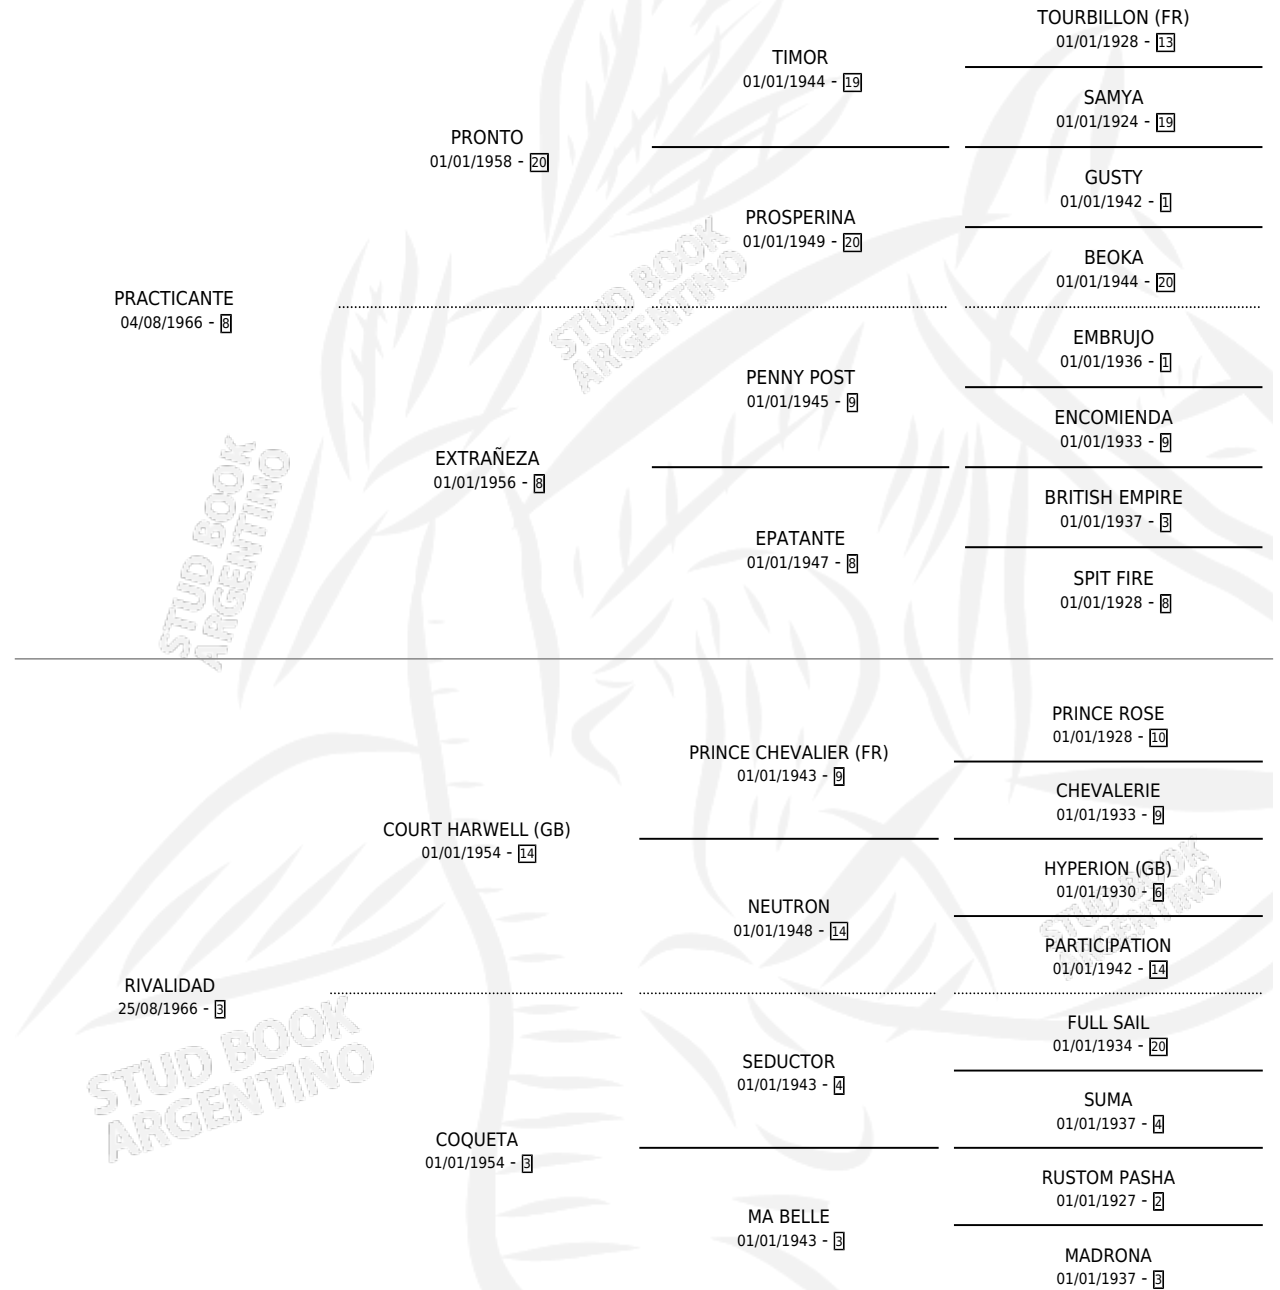 TOURBILLON (FR)
01/01/1928 - 13
TIMOR
01/01/1944 - 19
SAMYA
01/01/1924 - 19
PRONTO
01/01/1958 - 20
GUSTY
01/01/1942 - 1
PROSPERINA
01/01/1949 - 20
BEOKA
01/01/1944 - 20
PRACTICANTE
04/08/1966 - 8
EMBRUJO
01/01/1936 - 1
PENNY POST
01/01/1945 - 9
ENCOMIENDA
01/01/1933 - 9
EXTRAÑEZA
01/01/1956 - 8
BRITISH EMPIRE
01/01/1937 - 3
EPATANTE
01/01/1947 - 8
SPIT FIRE
01/01/1928 - 8
STUD BOOK
ARGENTINO
STUD BOOK
ARGENTINO
PRINCE ROSE
01/01/1928 - 10
PRINCE CHEVALIER (FR)
01/01/1943 - 9
CHEVALERIE
01/01/1933 - 9
COURT HARWELL (GB)
01/01/1954 - 14
HYPERION (GB)
01/01/1930 - 6
NEUTRON
01/01/1948 - 14
PARTICIPATION
01/01/1942 - 14
RIVALIDAD
25/08/1966 - 3
FULL SAIL
01/01/1934 - 20
SEDUCTOR
01/01/1943 - 4
SUMA
01/01/1937 - 4
COQUETA
01/01/1954 - 3
RUSTOM PASHA
01/01/1927 - 2
MA BELLE
01/01/1943 - 3
MADRONA
01/01/1937 - 3
STUD BOOK
ARGENTINO
STUD BOOK
ARGENTINO